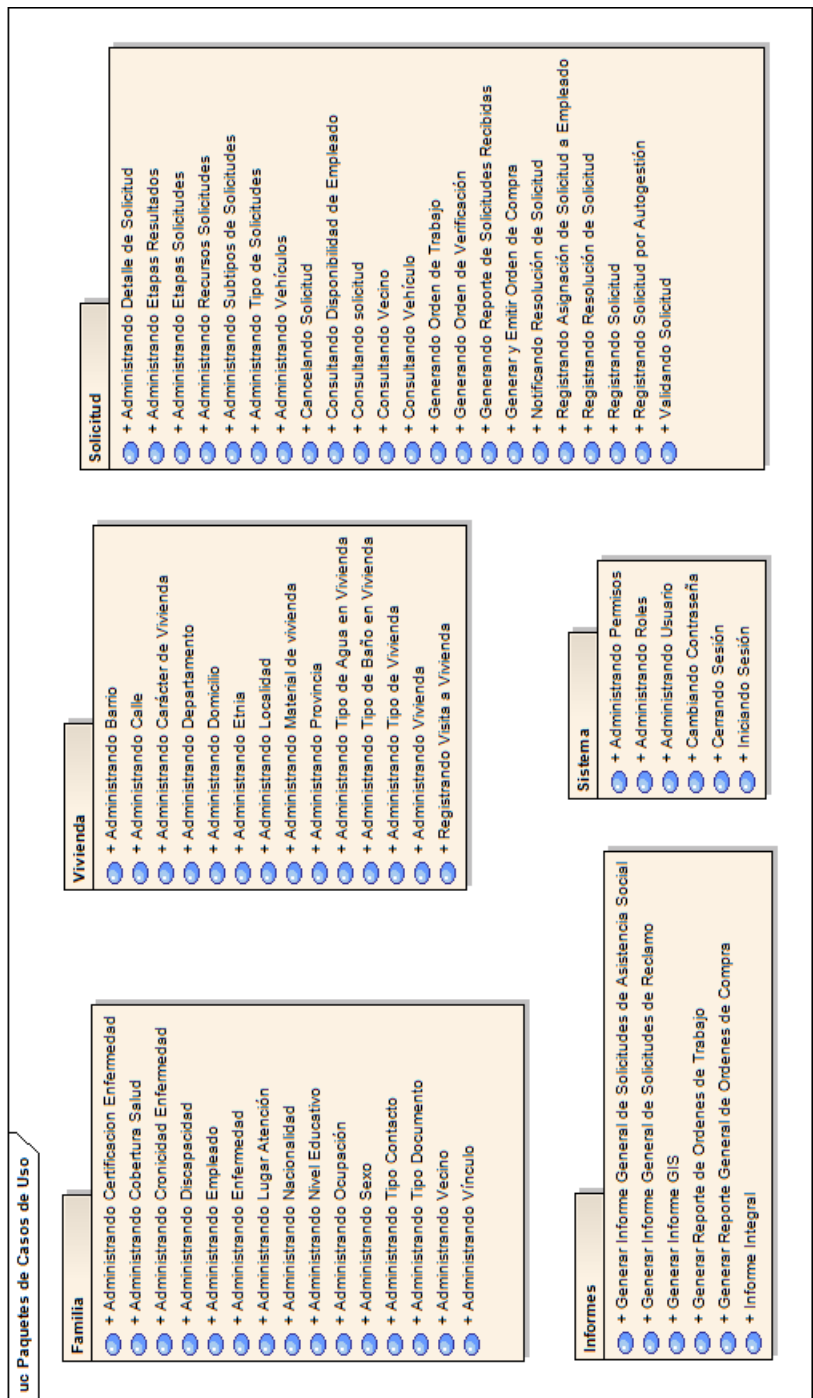 uc Paquetes de Casos de Uso
Familia
+ Administrando Certificacion Enfermedad
+ Administrando Cobertura Salud
+ Administrando Cronicidad Enfermedad
+ Administrando Discapacidad
+ Administrando Empleado
+ Administrando Enfermedad
+ Administrando Lugar Atención
+ Administrando Nacionalidad
+ Administrando Nivel Educativo
+ Administrando Ocupación
+ Administrando Sexo
+ Administrando Tipo Contacto
+ Administrando Tipo Documento
+ Administrando Vecino
+ Administrando Vínculo
Vivienda
+ Administrando Barrio
+ Administrando Calle
+ Administrando Carácter de Vivienda
+ Administrando Departamento
+ Administrando Domicilio
+ Administrando Etnia
+ Administrando Localidad
+ Administrando Material de vivienda
+ Administrando Provincia
+ Administrando Tipo de Agua en Vivienda
+ Administrando Tipo de Baño en Vivienda
+ Administrando Tipo de Vivienda
+ Administrando Vivienda
+ Registrando Visita a Vivienda
Solicitud
+ Administrando Detalle de Solicitud
+ Administrando Etapas Resultados
+ Administrando Etapas Solicitudes
+ Administrando Recursos Solicitudes
+ Administrando Subtipos de Solicitudes
+ Administrando Tipo de Solicitudes
+ Administrando Vehículos
+ Cancelando Solicitud
+ Consultando Disponibilidad de Empleado
+ Consultando solicitud
+ Consultando Vecino
+ Consultando Vehículo
+ Generando Orden de Trabajo
+ Generando Orden de Verificación
+ Generando Reporte de Solicitudes Recibidas
+ Generar y Emitir Orden de Compra
+ Notificando Resolución de Solicitud
+ Registrando Asignación de Solicitud a Empleado
+ Registrando Resolución de Solicitud
+ Registrando Solicitud
+ Registrando Solicitud por Autogestión
+ Validando Solicitud
Informes
+ Generar Informe General de Solicitudes de Asistencia Social
+ Generar Informe General de Solicitudes de Reclamo
+ Generar Informe GIS
+ Generar Reporte de Ordenes de Trabajo
+ Generar Reporte General de Ordenes de Compra
+ Informe Integral
Sistema
+ Administrando Permisos
+ Administrando Roles
+ Administrando Usuario
+ Cambiando Contraseña
+ Cerrando Sesión
+ Iniciando Sesión